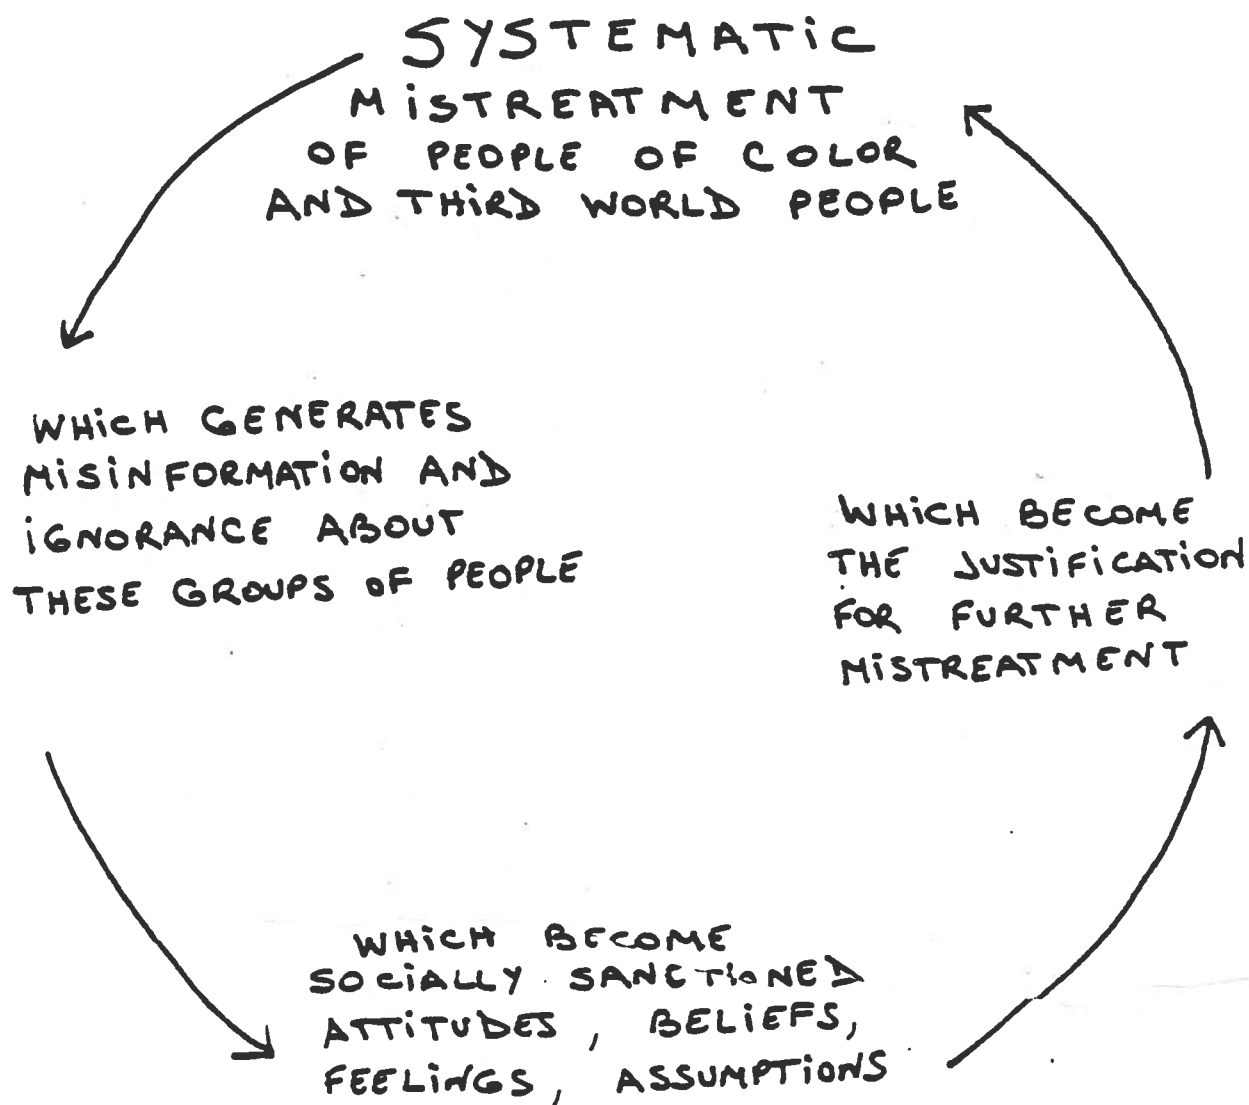 SYSTEMATiC
MiSTREATMENT
OF PEOPLE OF COLOR
AND THiRD WORLD PEOPLE
WHiCH GENERATES
MiSiNFORMATiON AND
iGNORANCE ABOUT
THESE GROUPS OF PEOPLE
WHiCH BECOME
SOCiALLY SANCTiONED
ATTiTUDES, BELiEFS,
FEELiNGS, ASSUMPTiONS
WHiCH BECOME
THE JUSTiFiCATiON
FOR FURTHER
MiSTREATMENT